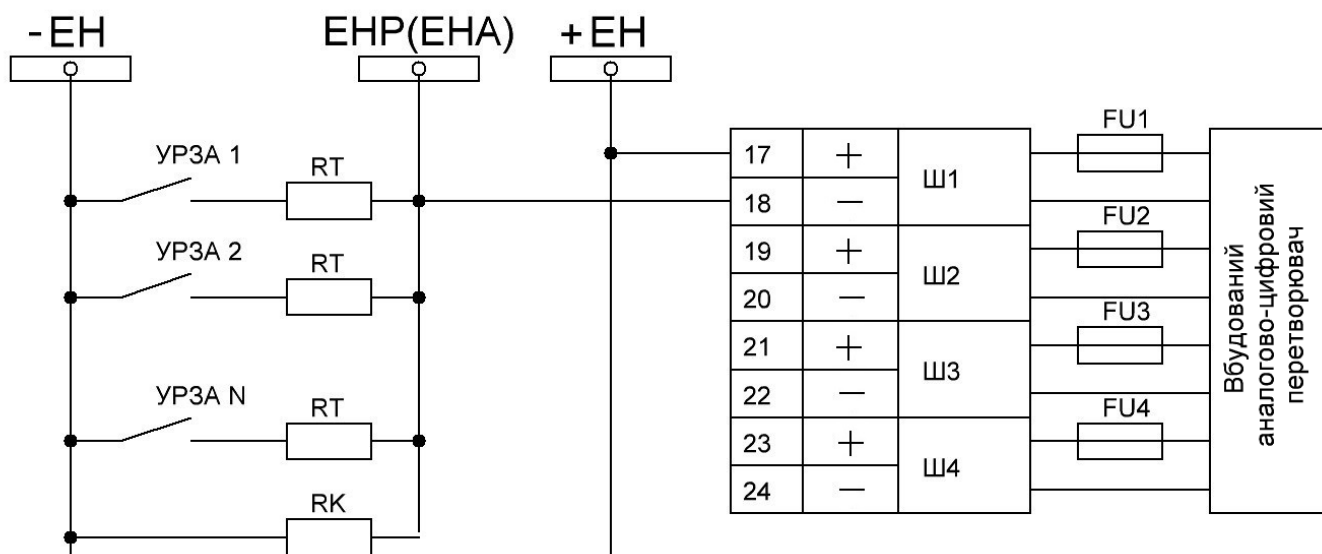 -EH
EHP(EHA)
+EH
УРЗА 1
RT
УРЗА 2
RT
УРЗА N
RT
RK
17 + Ш1
18 —
19 + Ш2
20 —
21 + Ш3
22 —
23 + Ш4
24 —
FU1
FU2
FU3
FU4
Вбудований
аналогово-цифровий
перетворювач